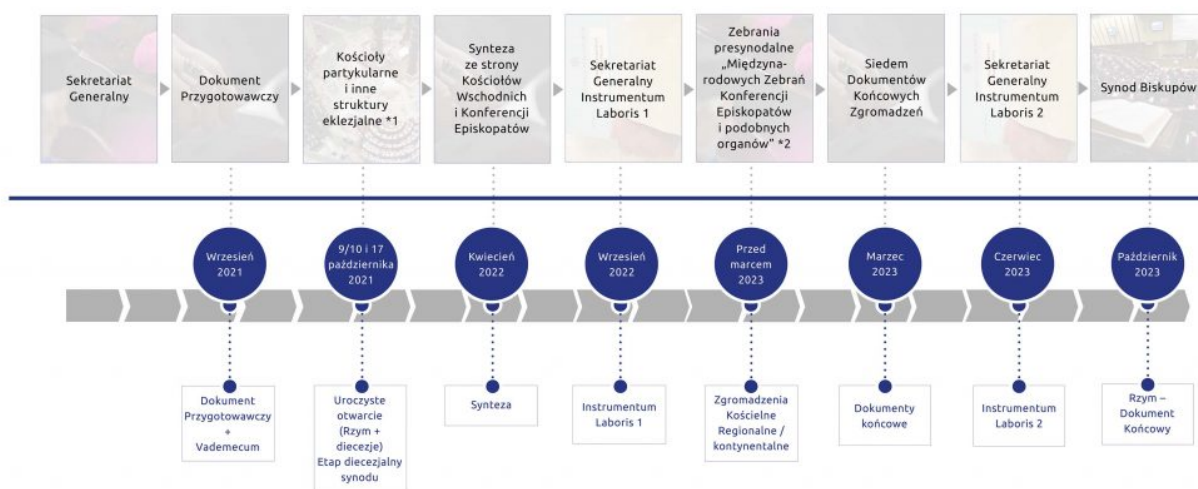 Sekretariat
Generalny
Dokument
Przygotowawczy
Kościoły
partykularne
i inne
struktury
eklezjalne *1
Synteza
ze strony
Kościołów
Wschodnich
i Konferencji
Episkopatów
Sekretariat
Generalny
Instrumentum
Laboris 1
Zebrania
presynodalne
„Międzyna-
rodowych Zebrań
Konferencji
Episkopatów
i podobnych
organów” *2
Siedem
Dokumentów
Końcowych
Zgromadzeń
Sekretariat
Generalny
Instrumentum
Laboris 2
Synod Biskupów
Wrzesień
2021
9/10 i 17
października
2021
Kwiecień
2022
Wrzesień
2022
Przed
marcem
2023
Marzec
2023
Czerwiec
2023
Październik
2023
Dokument
Przygotowawczy
+
Vademecum
Uroczyste
otwarcie
(Rzym +
diecezje)
Etap diecezjalny
synodu
Synteza
Instrumentum
Laboris 1
Zgromadzenia
Kościelne
Regionalne /
kontynentalne
Dokumenty
końcowe
Instrumentum
Laboris 2
Rzym –
Dokument
Końcowy